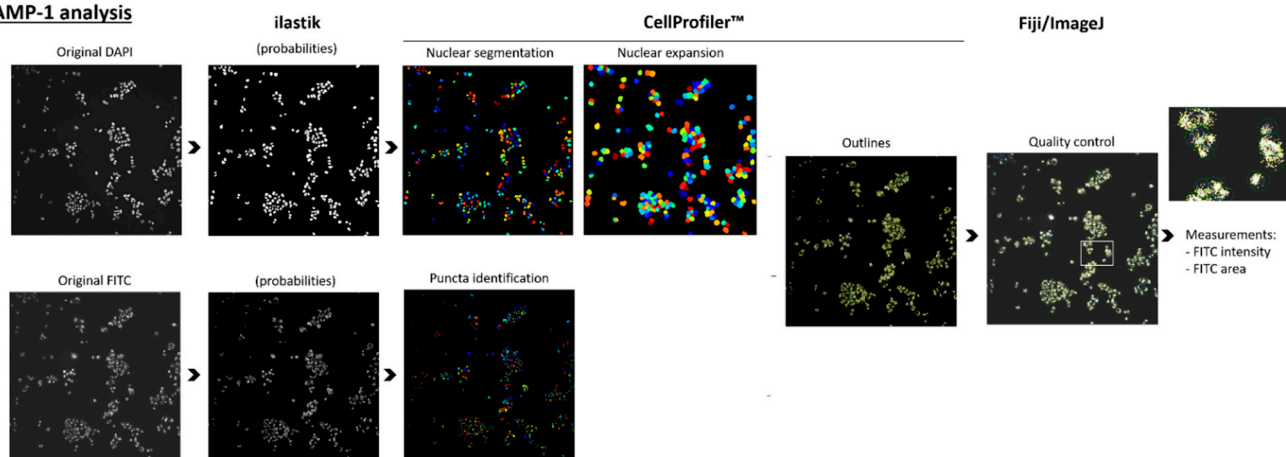 AMP-1 analysis
ilastik
CellProfiler™
Fiji/ImageJ
Original DAPI
(probabilities)
Nuclear segmentation
Nuclear expansion
Outlines
Quality control
Measurements:
- FITC intensity
- FITC area
Original FITC
(probabilities)
Puncta identification